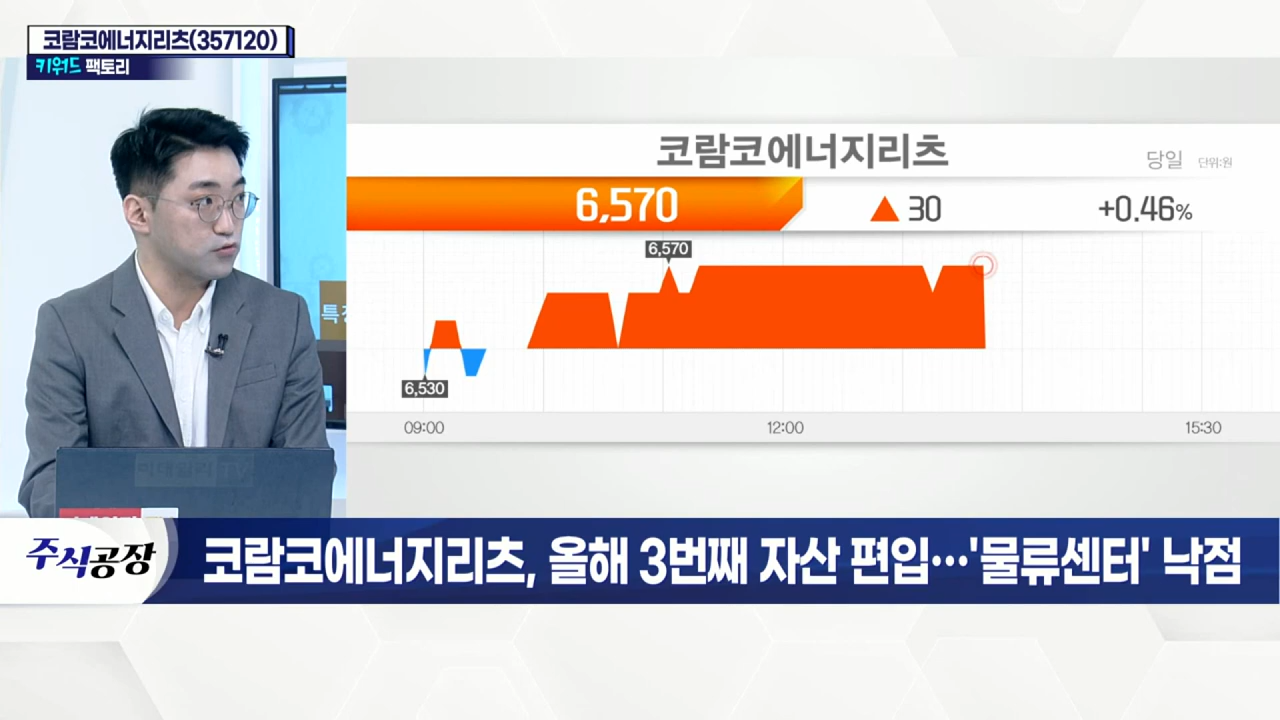 코람코에너지리츠(357120)
키워드 팩토리
코람코에너지리츠
당일 단위:원
6,570 ▲ 30 +0.46%
6,570
6,530
09:00 12:00 15:30
주식공장
코람코에너지리츠, 올해 3번째 자산 편입…'물류센터' 낙점